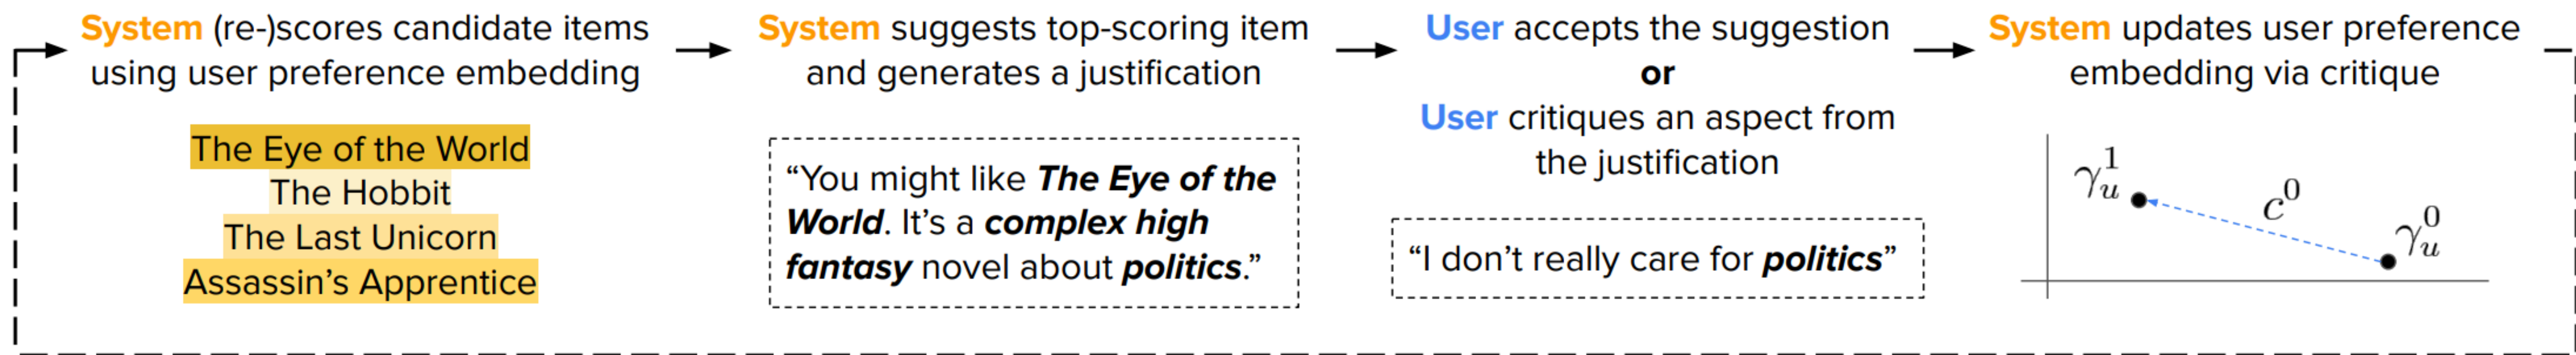 System (re-)scores candidate items
using user preference embedding
The Eye of the World
The Hobbit
The Last Unicorn
Assassin's Apprentice
System suggests top-scoring item
and generates a justification
“You might like The Eye of the
World. It's a complex high
fantasy novel about politics.”
User accepts the suggestion
or
User critiques an aspect from
the justification
“I don't really care for politics”
System updates user preference
embedding via critique
γ_u^1
c^0
γ_u^0